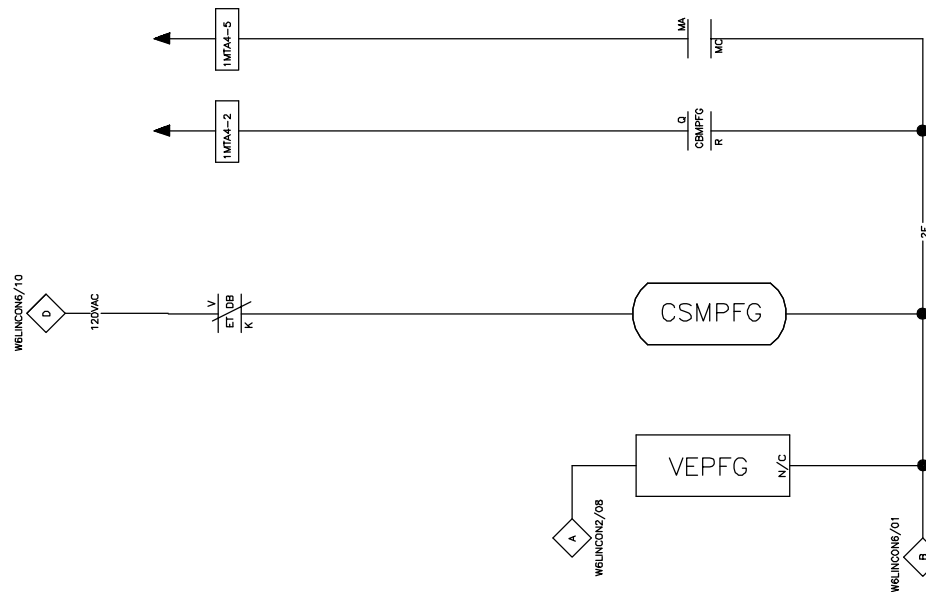 1MTA4-5
MA
MC
1MTA4-2
Q
CBMPFG
R
W6LINCON6/10
D
120VAC
V
ET DB
K
CSMPFG
VEPFG
N/C
A
W6LINCON2/08
W6LINCON6/01